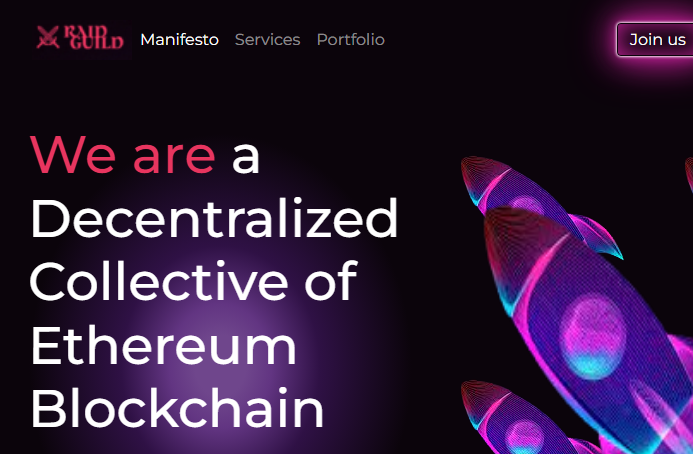 RAID
GUILD
Manifesto Services Portfolio
Join us
We are a
Decentralized
Collective of
Ethereum
Blockchain